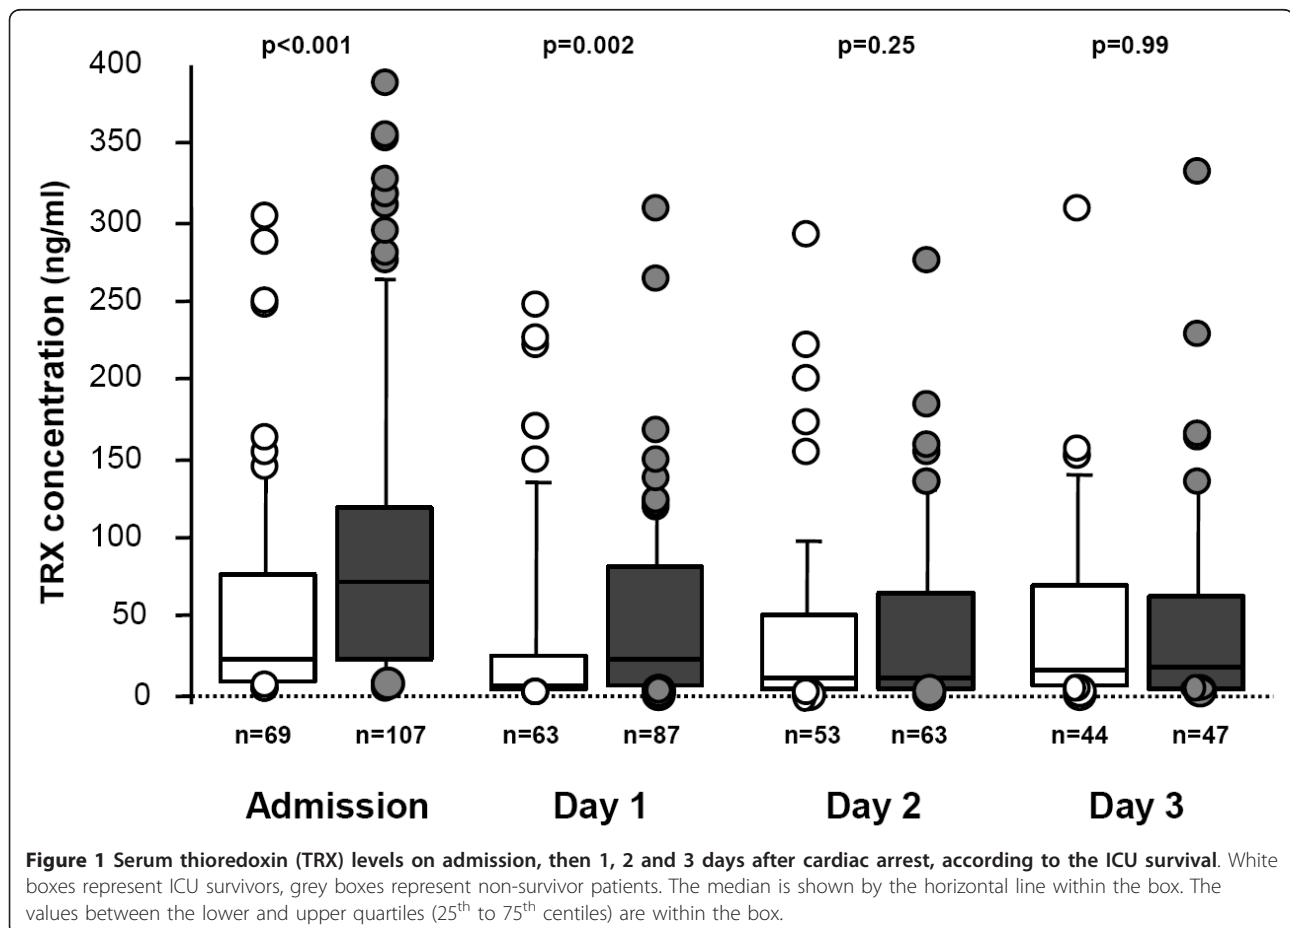 p<0.001 p=0.002 p=0.25 p=0.99
400
350
300
250
200
150
100
50
0
TRX concentration (ng/ml)
n=69 n=107 n=63 n=87 n=53 n=63 n=44 n=47
Admission Day 1 Day 2 Day 3
Figure 1 Serum thioredoxin (TRX) levels on admission, then 1, 2 and 3 days after cardiac arrest, according to the ICU survival. White
boxes represent ICU survivors, grey boxes represent non-survivor patients. The median is shown by the horizontal line within the box. The
values between the lower and upper quartiles (25th to 75th centiles) are within the box.